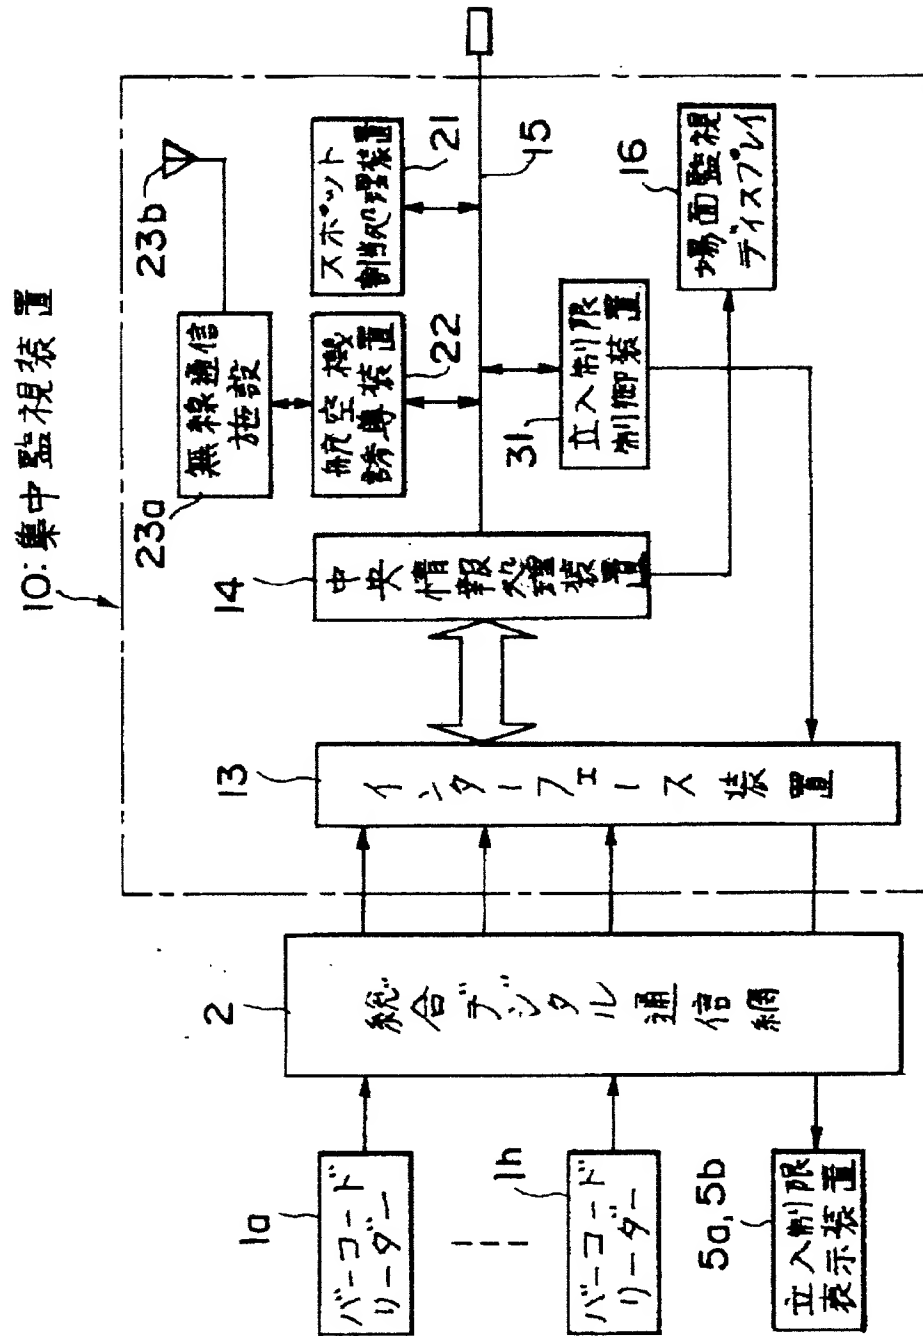 10:集中監視装置
23b
23a
無線通信
施設
航空機
誘導装置
22
スポット
割当処理装置
21
15
14
中央情報処理装置
31
立入制限
制御装置
16
場面監視
ディスプレイ
13
インターフェース装置
2
総合デジタル通信網
1a
バーコード
リーダー
1h
バーコード
リーダー
5a,5b
立入制限
表示装置